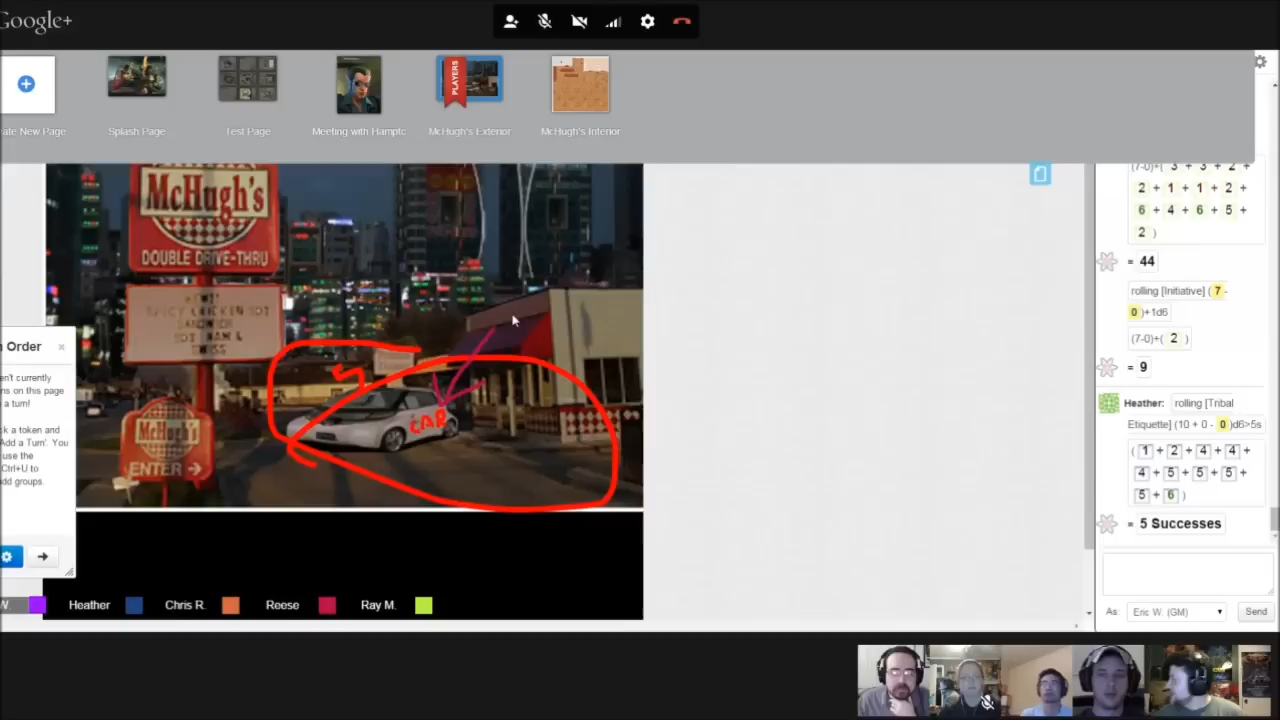 Google+
ate New Page
Splash Page
Test Page
Meeting with Hamptc
PLAYERS
McHugh's Exterior
McHugh's Interior
McHugh's
DOUBLE DRIVE-THRU
SPICY CHICKEN
SANDWICH
McHugh's
ENTER →
CAR
n Order ×
en't currently
ns on this page
a turn!
ck a token and
Add a Turn'. You
use the
Ctrl+U to
dd groups.
W.
Heather
Chris R.
Reese
Ray M.
(7-0)+( 3 + 3 + 2 +
2 + 1 + 1 + 2 +
6 + 4 + 6 + 5 +
2 )
= 44
rolling [Initiative] (7 -
0)+1d6
(7-0)+( 2 )
= 9
Heather: rolling [Tribal
Etiquette] (10 + 0 - 0)d6>5s
( 1 + 2 + 4 + 4 +
4 + 5 + 5 + 5 +
5 + 6 )
= 5 Successes
As: Eric W. (GM)
Send